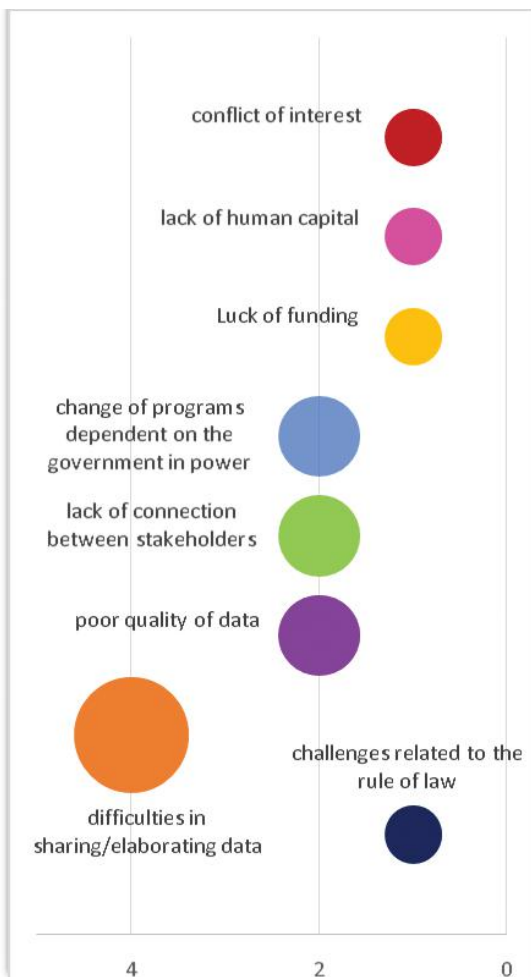 conflict of interest
lack of human capital
Luck of funding
change of programs
dependent on the
government in power
lack of connection
between stakeholders
poor quality of data
challenges related to the
rule of law
difficulties in
sharing/elaborating data
4 2 0